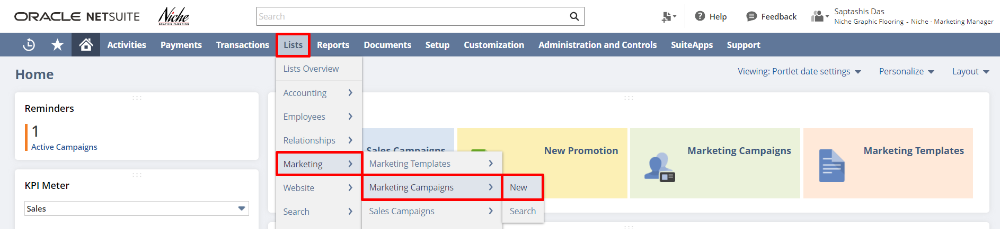 ORACLE NETSUITE
Niche
GRAPHIC FLOORING
Search
Help
Feedback
Saptashis Das
Niche Graphic Flooring - Niche - Marketing Manager
Activities
Payments
Transactions
Lists
Reports
Documents
Setup
Customization
Administration and Controls
SuiteApps
Support
Home
Viewing: Portlet date settings
Personalize
Layout
Lists Overview
Accounting
Employees
Relationships
Marketing
Website
Search
Marketing Templates
Marketing Campaigns
Sales Campaigns
New
Search
Reminders
1
Active Campaigns
KPI Meter
Sales
Sales Campaigns
New Promotion
Marketing Campaigns
Marketing Templates